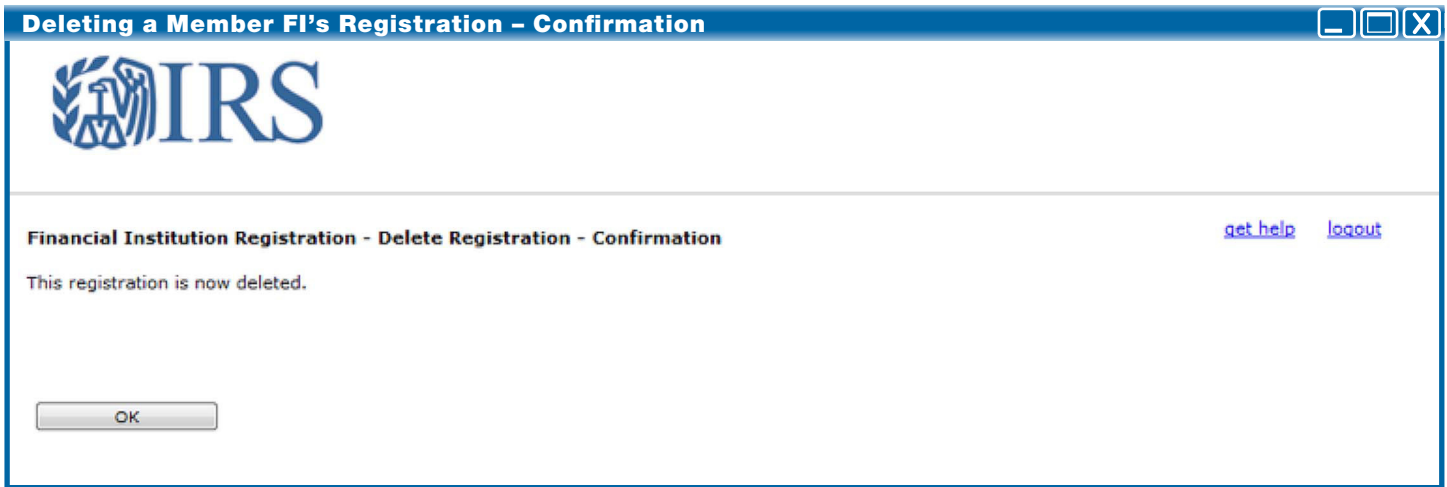 Deleting a Member FI's Registration – Confirmation
IRS
get help logout
Financial Institution Registration - Delete Registration - Confirmation
This registration is now deleted.
OK